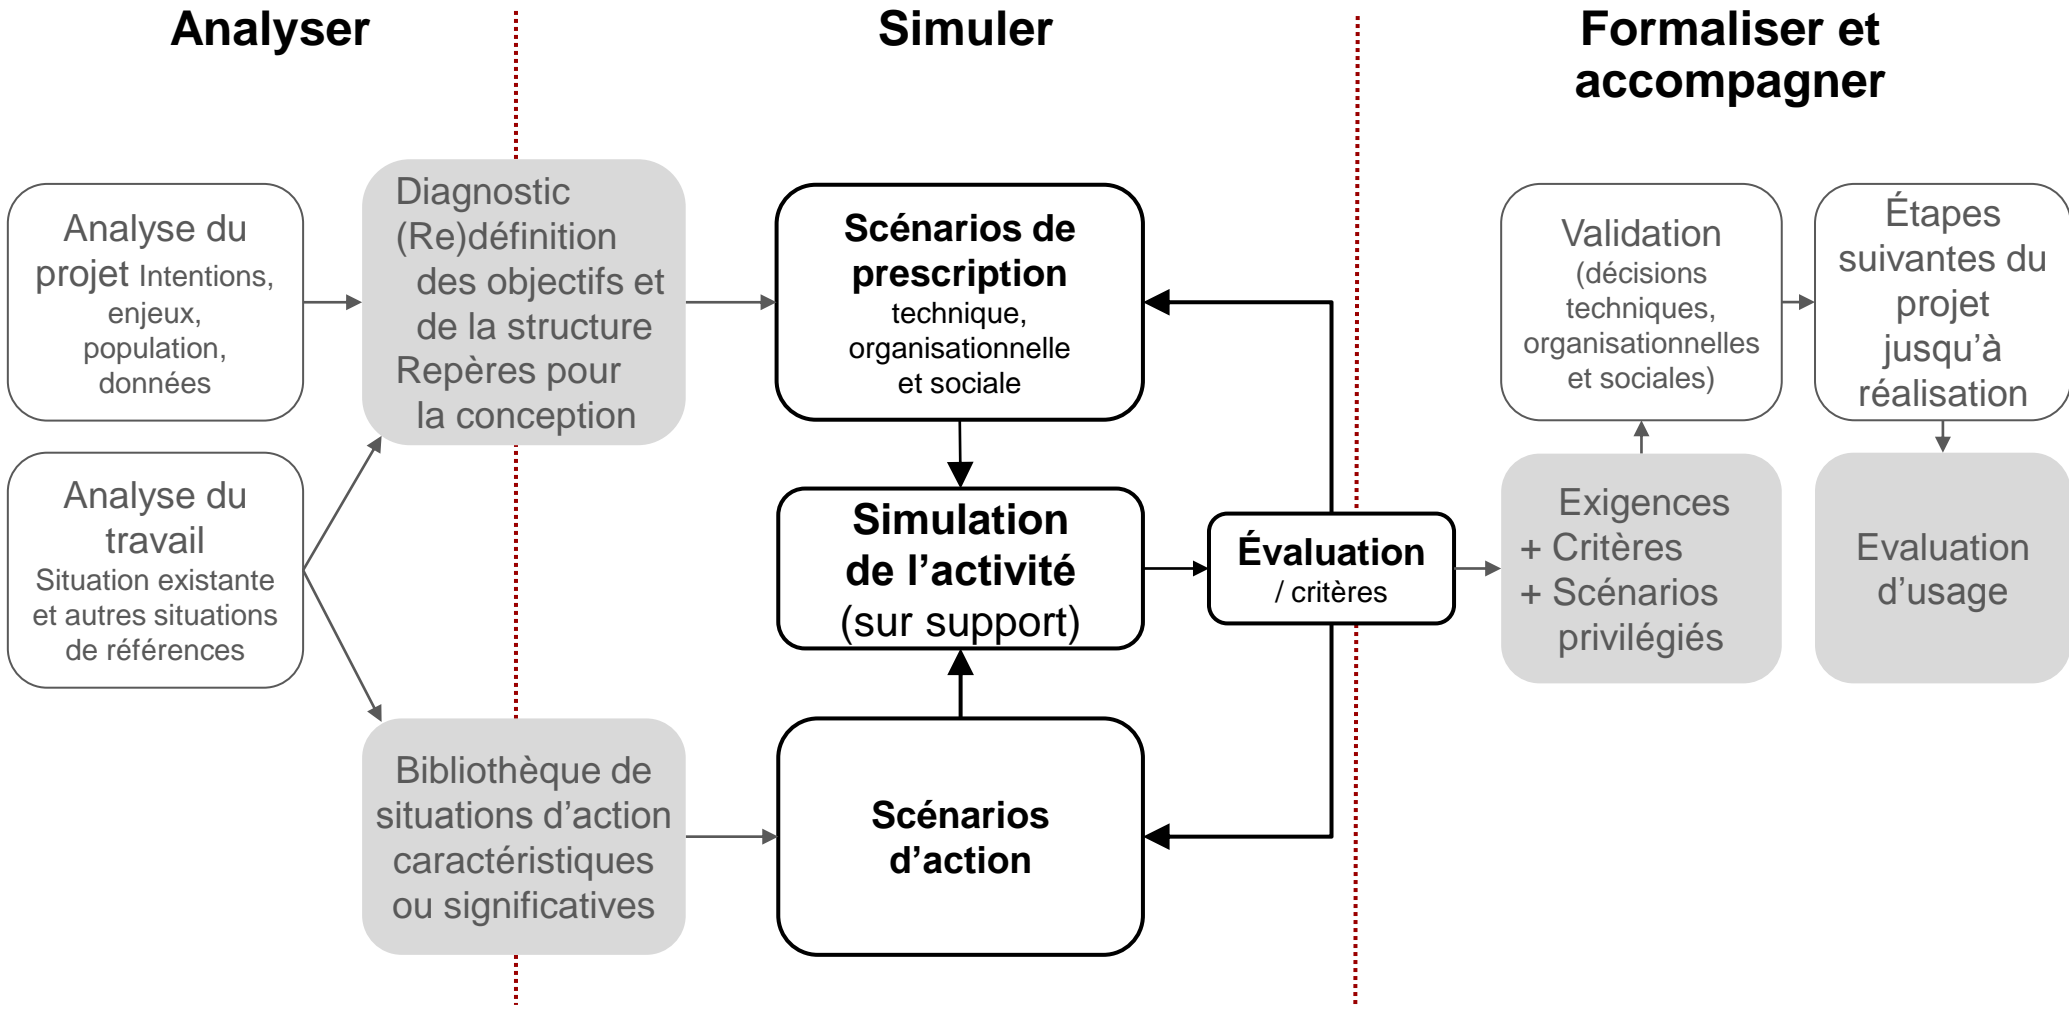 Analyser
Simuler
Formaliser et
accompagner
Analyse du
projet Intentions,
enjeux,
population,
données
Diagnostic
(Re)définition
des objectifs et
de la structure
Repères pour
la conception
Scénarios de
prescription
technique,
organisationnelle
et sociale
Validation
(décisions
techniques,
organisationnelles
et sociales)
Étapes
suivantes du
projet
jusqu’à
réalisation
Analyse du
travail
Situation existante
et autres situations
de références
Simulation
de l’activité
(sur support)
Évaluation
/ critères
Exigences
+ Critères
+ Scénarios
privilégiés
Evaluation
d’usage
Bibliothèque de
situations d’action
caractéristiques
ou significatives
Scénarios
d’action